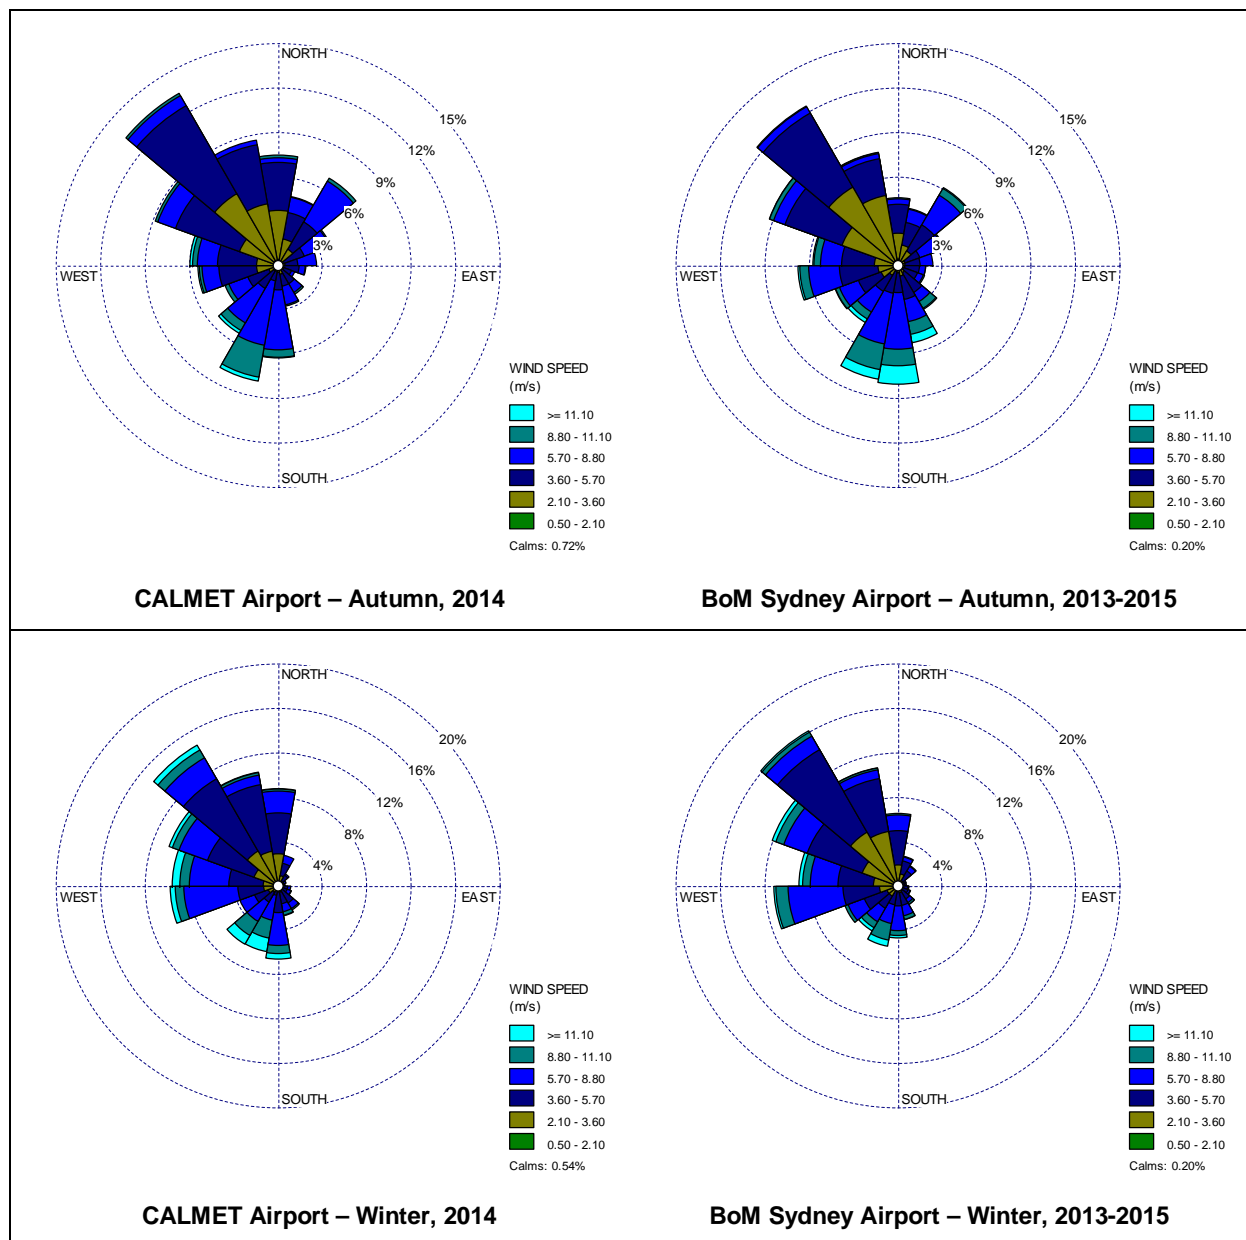 NORTH
15%
12%
9%
6%
3%
WEST
EAST
SOUTH
WIND SPEED
(m/s)
>= 11.10
8.80 - 11.10
5.70 - 8.80
3.60 - 5.70
2.10 - 3.60
0.50 - 2.10
Calms: 0.72%
CALMET Airport – Autumn, 2014
NORTH
15%
12%
9%
6%
3%
WEST
EAST
SOUTH
WIND SPEED
(m/s)
>= 11.10
8.80 - 11.10
5.70 - 8.80
3.60 - 5.70
2.10 - 3.60
0.50 - 2.10
Calms: 0.20%
BoM Sydney Airport – Autumn, 2013-2015
NORTH
20%
16%
12%
8%
4%
WEST
EAST
SOUTH
WIND SPEED
(m/s)
>= 11.10
8.80 - 11.10
5.70 - 8.80
3.60 - 5.70
2.10 - 3.60
0.50 - 2.10
Calms: 0.54%
CALMET Airport – Winter, 2014
NORTH
20%
16%
12%
8%
4%
WEST
EAST
SOUTH
WIND SPEED
(m/s)
>= 11.10
8.80 - 11.10
5.70 - 8.80
3.60 - 5.70
2.10 - 3.60
0.50 - 2.10
Calms: 0.20%
BoM Sydney Airport – Winter, 2013-2015